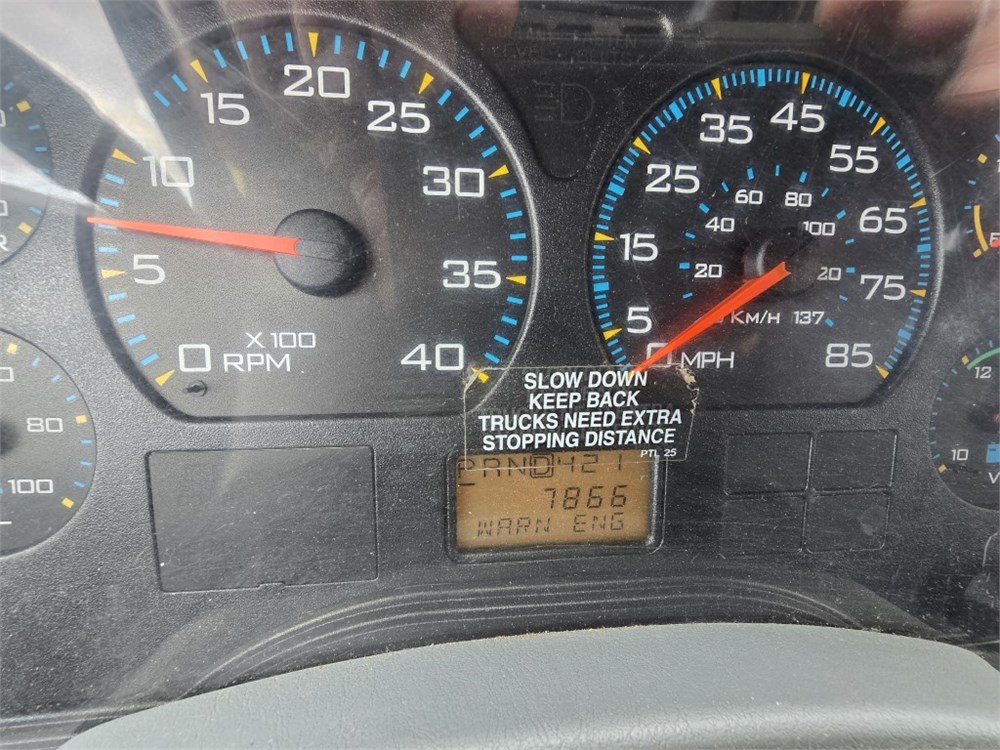 20
15
25
10
30
5
35
X 100
0 RPM
40
45
35
55
25
60 80
65
40
100
15
20
20
75
5
KM/H 137
0 MPH
85
SLOW DOWN
KEEP BACK
TRUCKS NEED EXTRA
STOPPING DISTANCE
PTL 25
PRND421
7866
WARN ENG
80
100
12
10